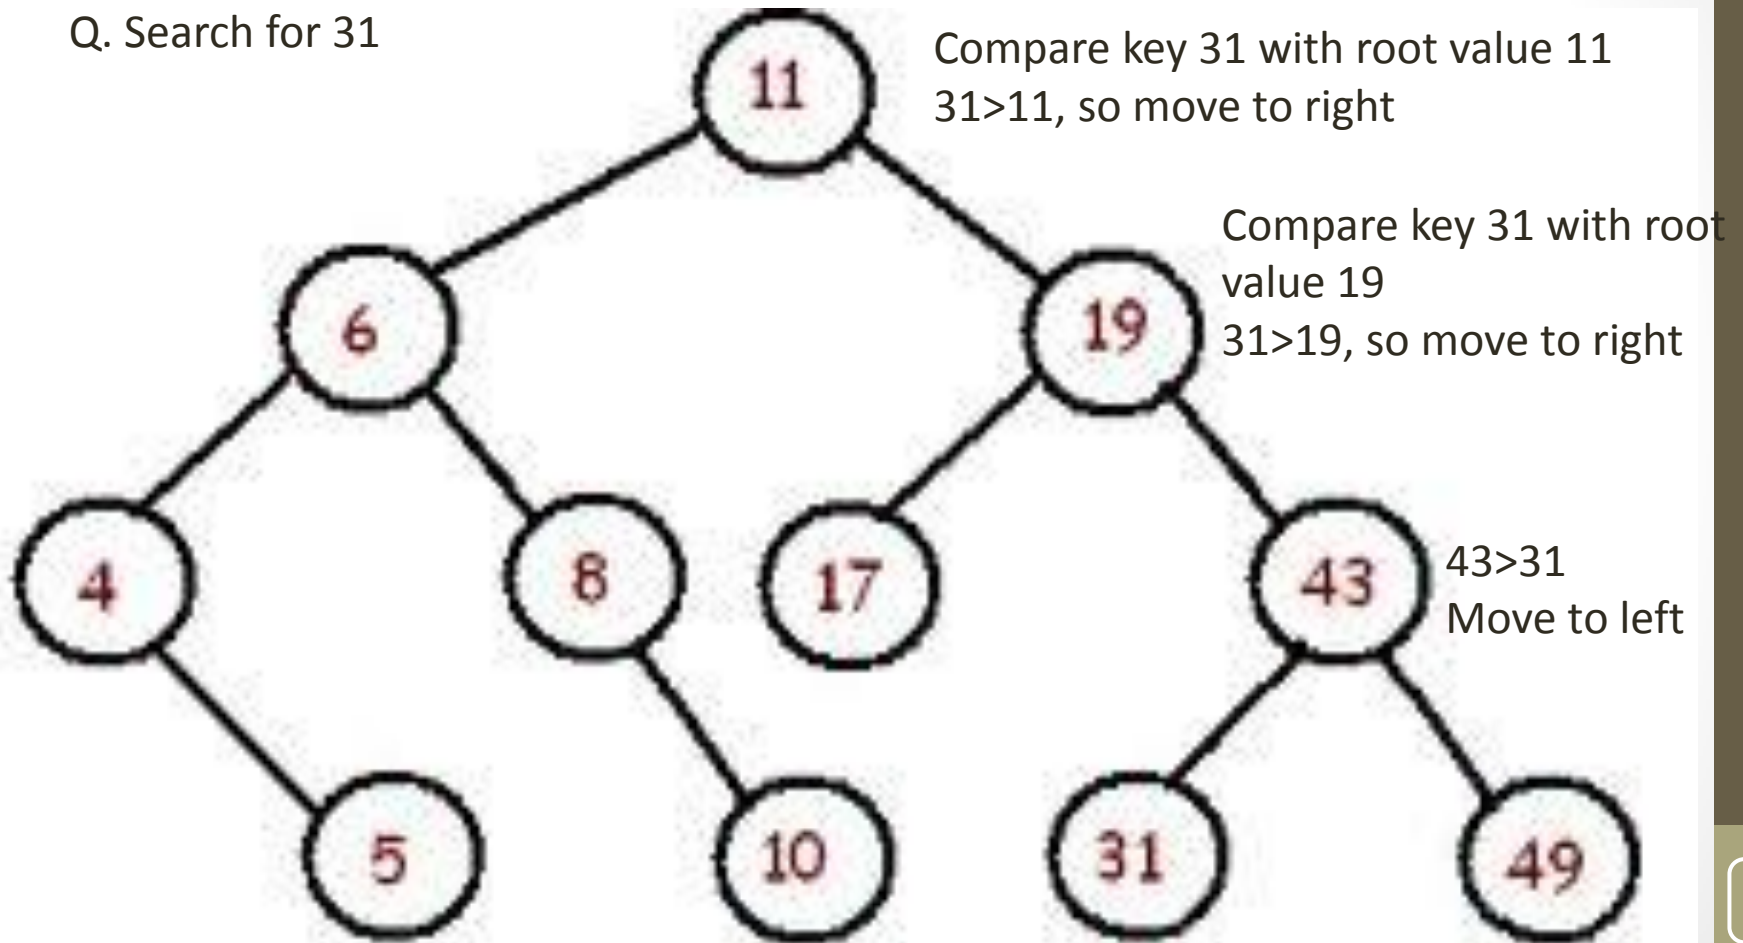 Q. Search for 31
11
Compare key 31 with root value 11
31>11, so move to right
6
19
Compare key 31 with root
value 19
31>19, so move to right
4
8
17
43
43>31
Move to left
5
10
31
49